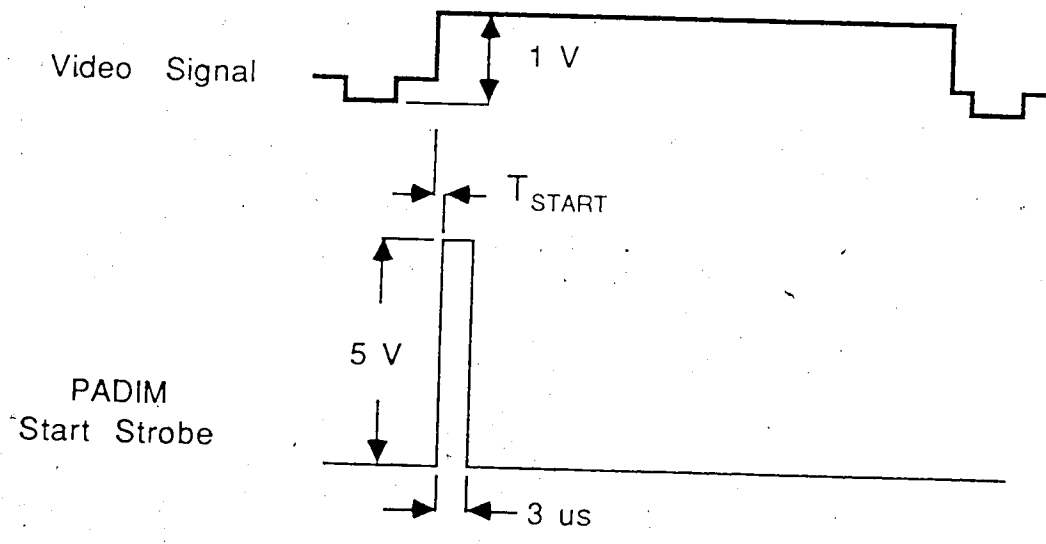 Video Signal
1 V
T_START
5 V
PADIM
Start Strobe
3 us